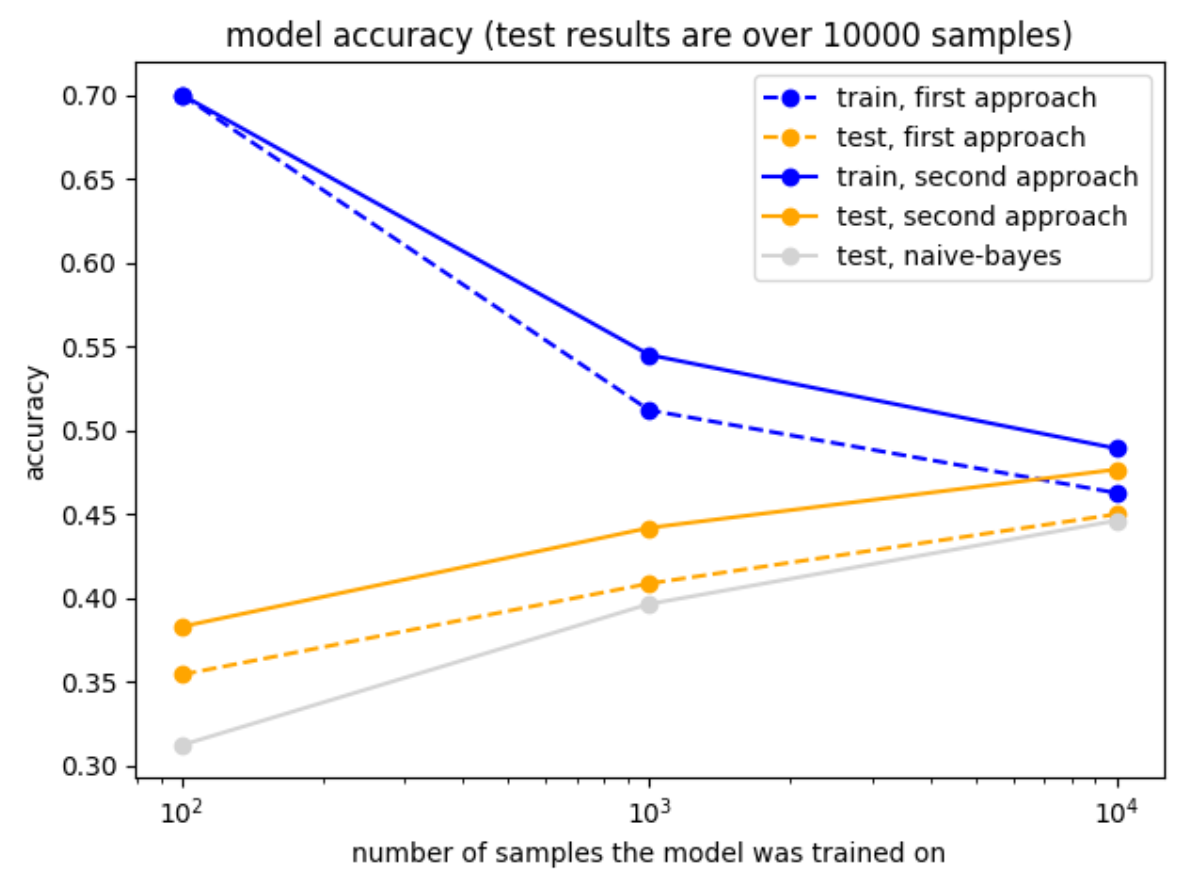 model accuracy (test results are over 10000 samples)
train, first approach
test, first approach
train, second approach
test, second approach
test, naive-bayes
accuracy
0.70
0.65
0.60
0.55
0.50
0.45
0.40
0.35
0.30
10²
10³
10⁴
number of samples the model was trained on